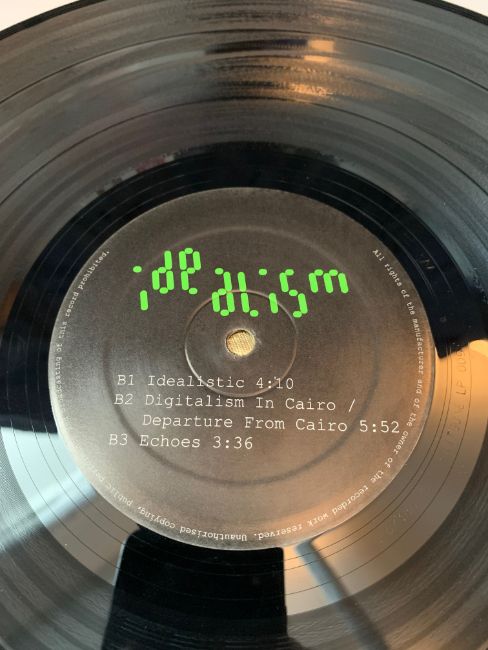 idealism
B1 Idealistic 4:10
B2 Digitalism In Cairo /
Departure From Cairo 5:52
B3 Echoes 3:36
All rights of the manufacturer and of the owner of the recorded work reserved. Unauthorised copying, public
casting of this record prohibited.